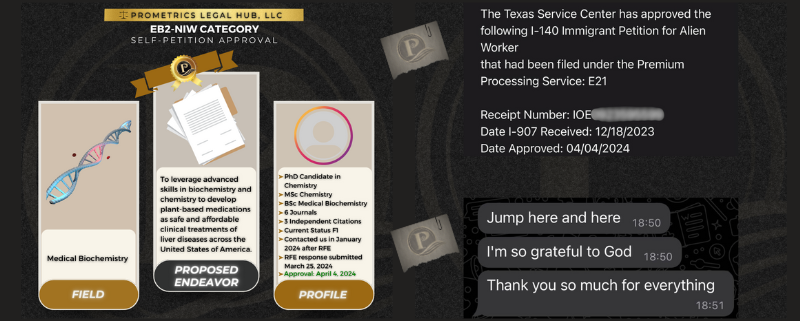 PROMETRICS LEGAL HUB, LLC
EB2-NIW CATEGORY
SELF-PETITION APPROVAL
Medical Biochemistry
FIELD
To leverage advanced
skills in biochemistry and
chemistry to develop
plant-based medications
as safe and affordable
clinical treatments of
liver diseases across the
United States of America.
PROPOSED
ENDEAVOR
➤PhD Candidate in
Chemistry
➤MSc Chemistry
➤BSc Medical Biochemistry
➤6 Journals
➤3 Independent Citations
➤Current Status F1
➤Contacted us in January
2024 after RFE
➤RFE response submitted
March 25, 2024
➤Approval: April 4, 2024
PROFILE
The Texas Service Center has approved the
following I-140 Immigrant Petition for Alien
Worker
that had been filed under the Premium
Processing Service: E21
Receipt Number: IOE
Date I-907 Received: 12/18/2023
Date Approved: 04/04/2024
Jump here and here 18:50
I'm so grateful to God 18:50
Thank you so much for everything
18:51